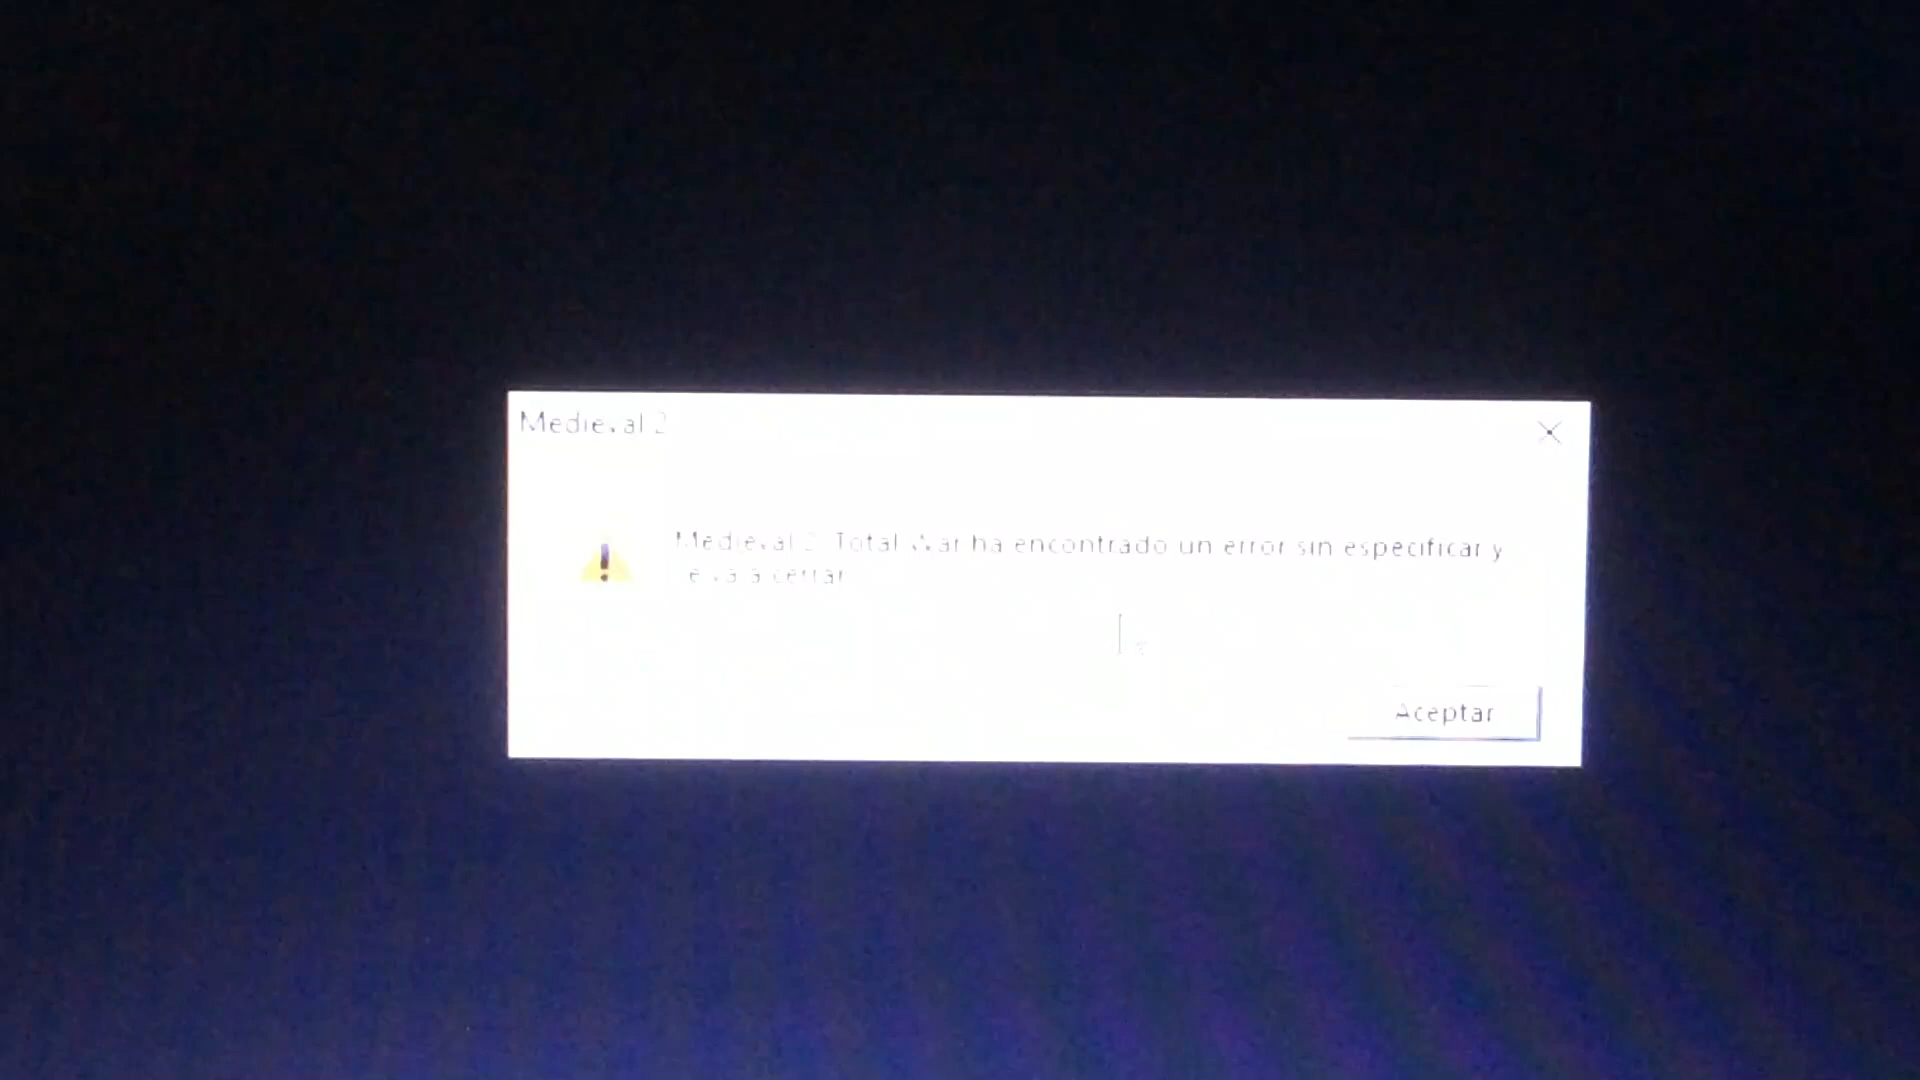 Medieval 2
Medieval 2: Total War ha encontrado un error sin especificar y
se va a cerrar
Aceptar